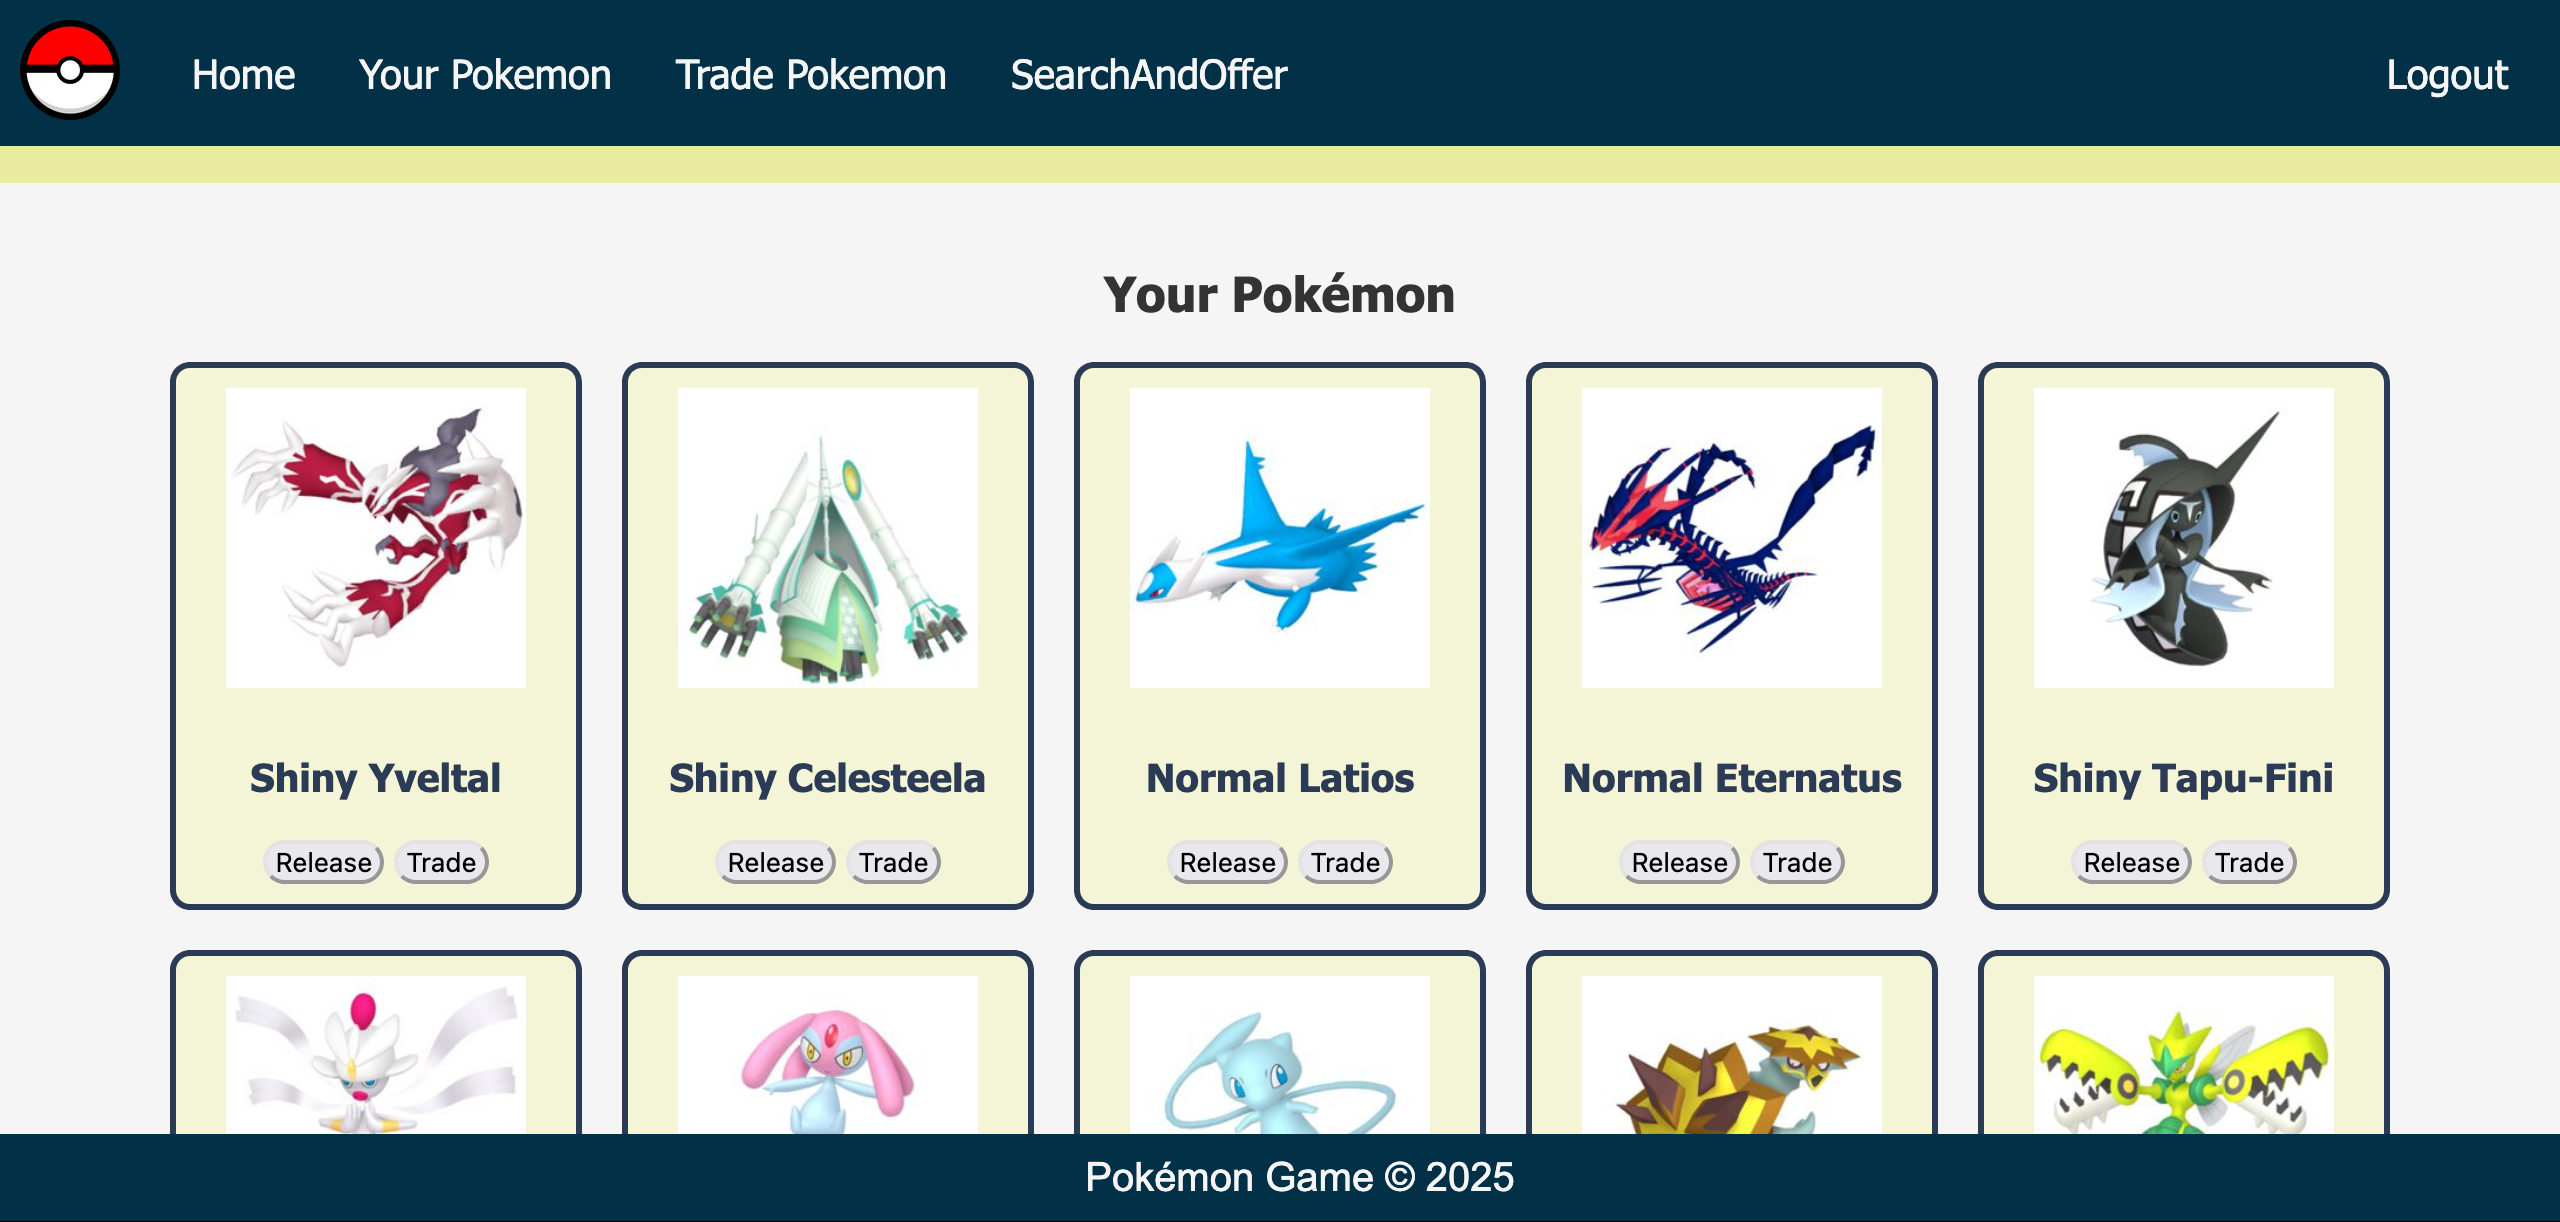 Home Your Pokemon Trade Pokemon SearchAndOffer Logout
Your Pokémon
Shiny Yveltal Shiny Celesteela Normal Latios Normal Eternatus Shiny Tapu-Fini
Release Trade Release Trade Release Trade Release Trade Release Trade
Pokémon Game © 2025